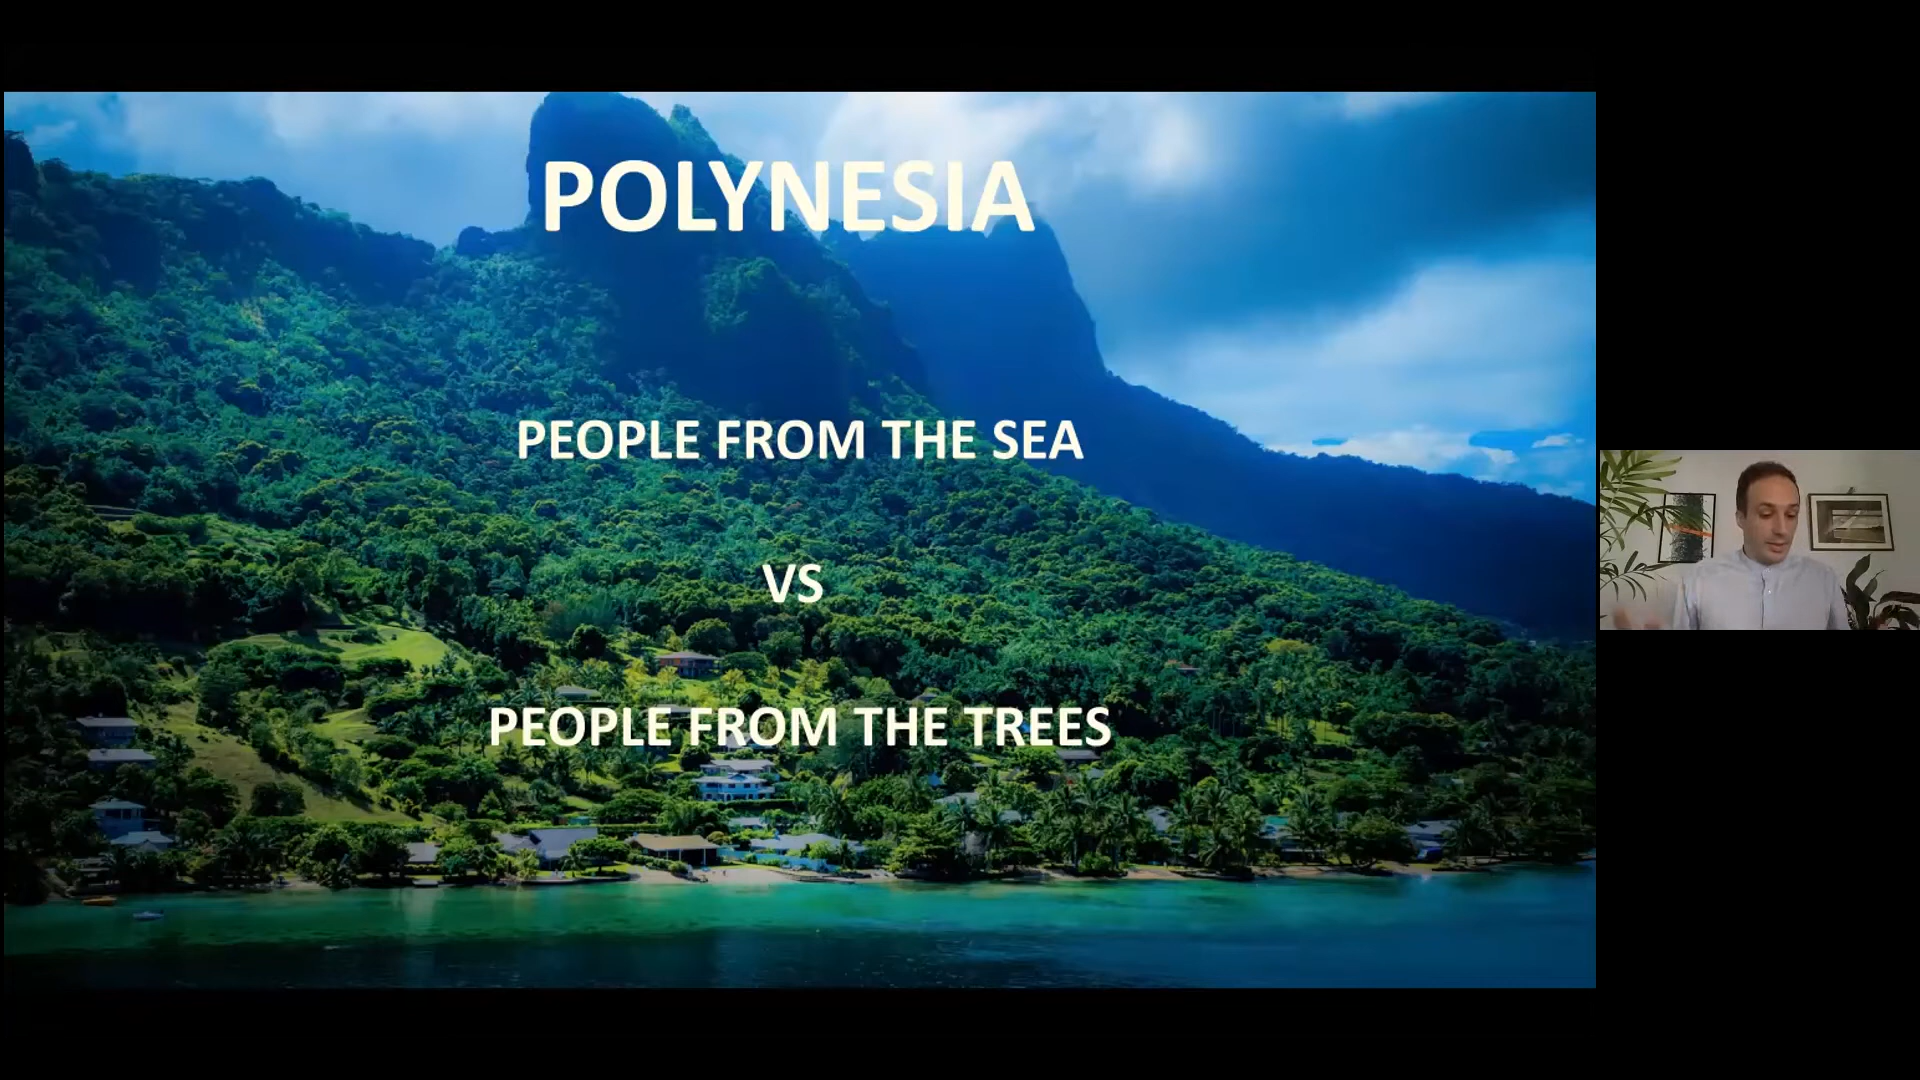 POLYNESIA
PEOPLE FROM THE SEA
VS
PEOPLE FROM THE TREES